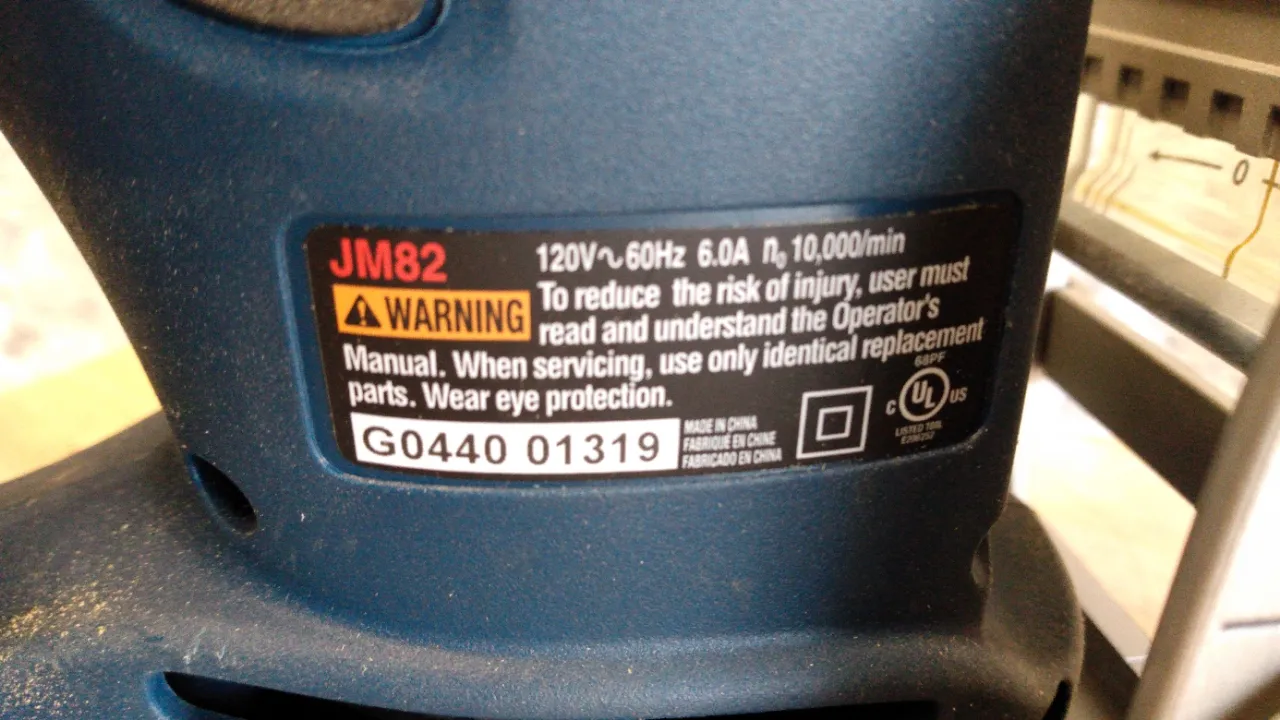 JM82
120V~60Hz 6.0A n₀ 10,000/min
WARNING
To reduce the risk of injury, user must
read and understand the Operator's
Manual. When servicing, use only identical replacement
parts. Wear eye protection.
G0440 01319
MADE IN CHINA
FABRIQUÉ EN CHINE
FABRICADO EN CHINA
68PF
C UL US
LISTED TOOL
0